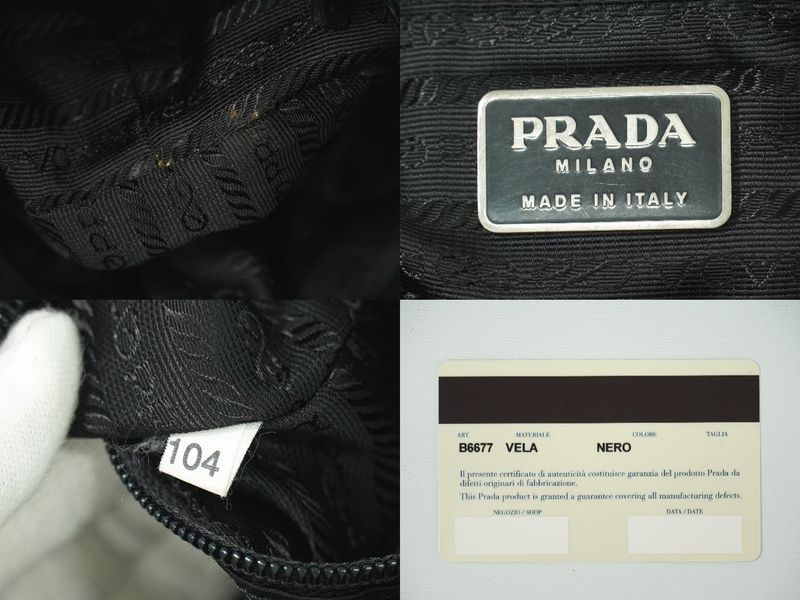 PRADA
MILANO
MADE IN ITALY
104
ART. MATERIALE COLORE TAGLIA
B6677 VELA NERO
Il presente certificato di autenticità costituisce garanzia del prodotto Prada da
difetti originari di fabbricazione.
This Prada product is granted a guarantee covering all manufacturing defects.
NEGOZIO / SHOP DATA / DATE